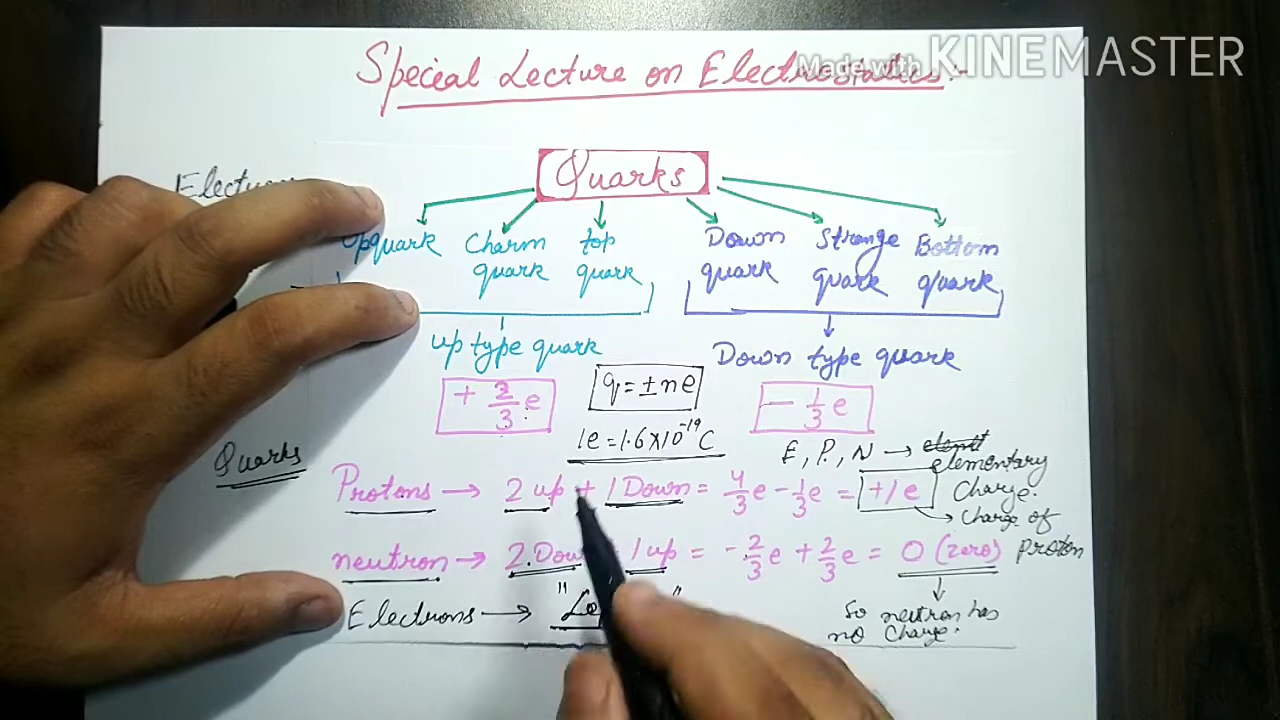 Special Lecture on Electrostatics:-
Made with KINEMASTER
Quarks
quark Charm quark top quark Down quark Strange quark Bottom quark
up type quark Down type quark
+ 2/3 e q = ± n e - 1/3 e
1e = 1.6 x 10^-19 C
E, P, N → elementary Charge.
Quarks
Protons → 2 up + 1 Down = 4/3 e - 1/3 e = +1 e
→ Charge of Proton
neutron → 2 1 up = - 2/3 e + 2/3 e = 0 (zero)
So neutron has
no Charge.
Electrons →